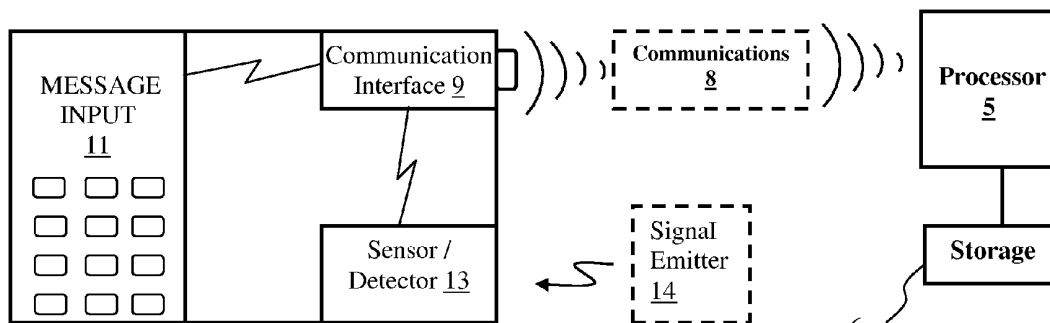 MESSAGE
INPUT
11
Communication
Interface 9
Communications
8
Processor
5
Sensor /
Detector 13
Signal
Emitter
14
Storage